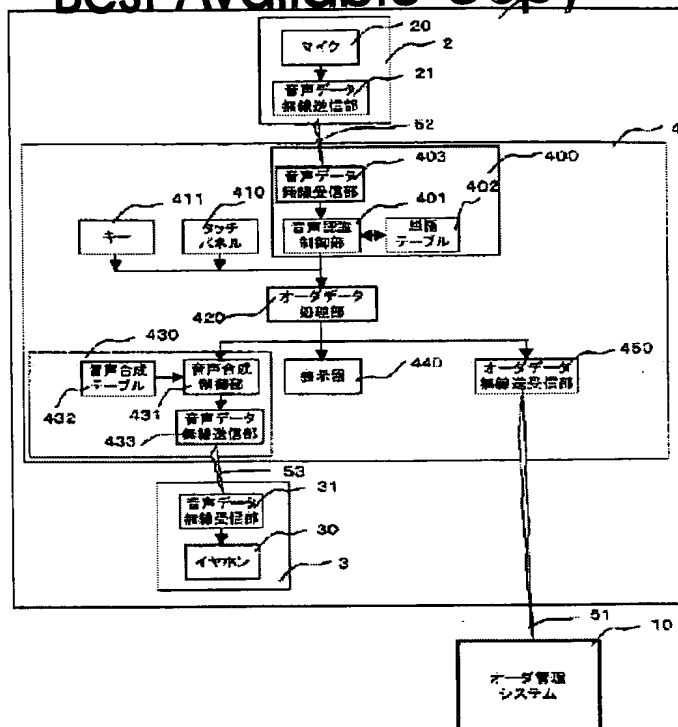 Best Available Copy
20
マイク
2
21
音声データ
無線送信部
52
4
403
400
音声データ
無線受信部
411
410
401
402
キー
タッチ
パネル
音声認識
制御部
認識
テーブル
オーダデータ
処理部
420
430
440
450
音声合成
テーブル
音声合成
制御部
表示部
オーダデータ
無線送受信部
432
431
音声データ
無線送信部
433
53
31
音声データ
無線受信部
30
イヤホン
3
51
10
オーダ管理
システム